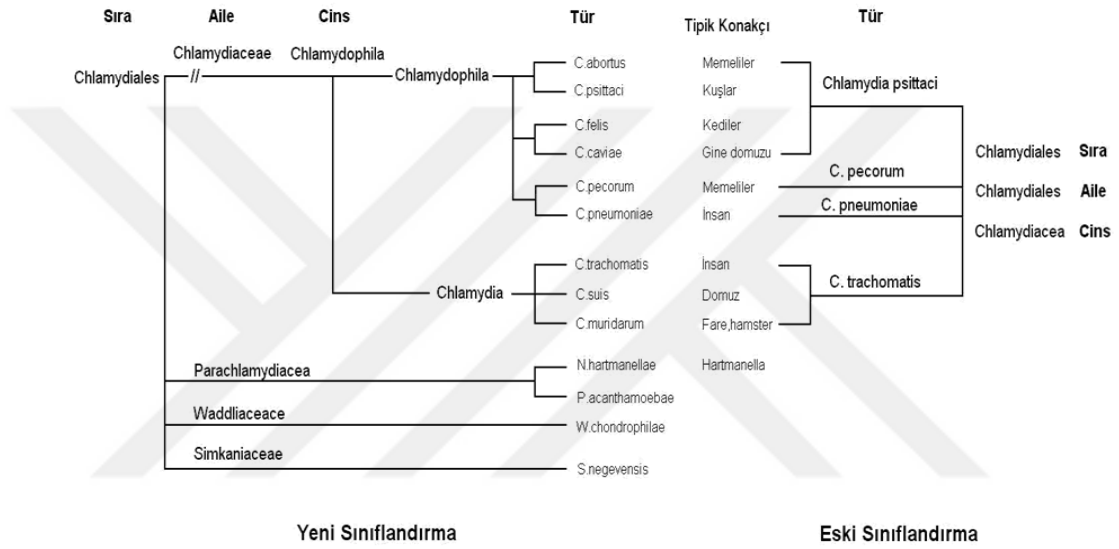 Sıra Aile Cins Tür Tipik Konakçı Tür
Chlamydiaceae Chlamydophila
Chlamydiales // Chlamydophila
C.abortus Memeliler
C.psittaci Kuşlar
Chlamydia psittaci
C.felis Kediler
C.caviae Gine domuzu
Chlamydiales Sıra
C.pecorum Memeliler C. pecorum
Chlamydiales Aile
C.pneumoniae İnsan C. pneumoniae
Chlamydiacea Cins
C.trachomatis İnsan
C. trachomatis
Chlamydia C.suis Domuz
C.muridarum Fare,hamster
Parachlamydiacea N.hartmanellae Hartmanella
P.acanthamoebae
Waddliaceace W.chondrophilae
Simkaniaceae S.negevensis
Yeni Sınıflandırma Eski Sınıflandırma